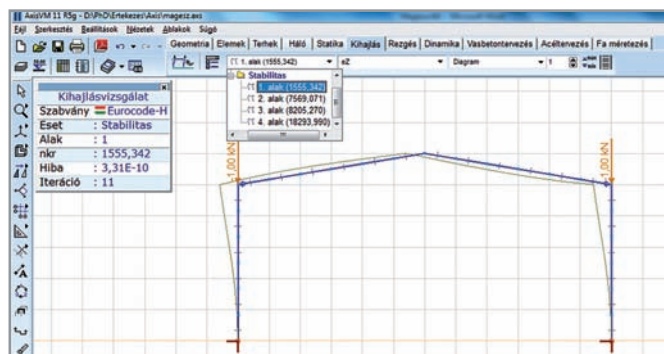 AxisVM 11 R5g - D:\PhD\Ertekezes\Axis\magesz.axs
Fájl Szerkesztés Beállítások Nézetek Ablakok Súgó
Geometria Elemek Terhek Háló Statika Kihajlás Rezgés Dinamika Vasbetontervezés Acéltervezés Fa méretezés
1. alak (1555,342) eZ Diagram 1
Stabilitas
1. alak (1555,342)
2. alak (7569,071)
3. alak (8205,270)
4. alak (18293,990)
Kihajlásvizsgálat
Szabvány Eurocode-H
Eset : Stabilitas
Alak : 1
nkr : 1555,342
Hiba : 3,31E-10
Iteráció : 11
-1,00 kN
-1,00 kN